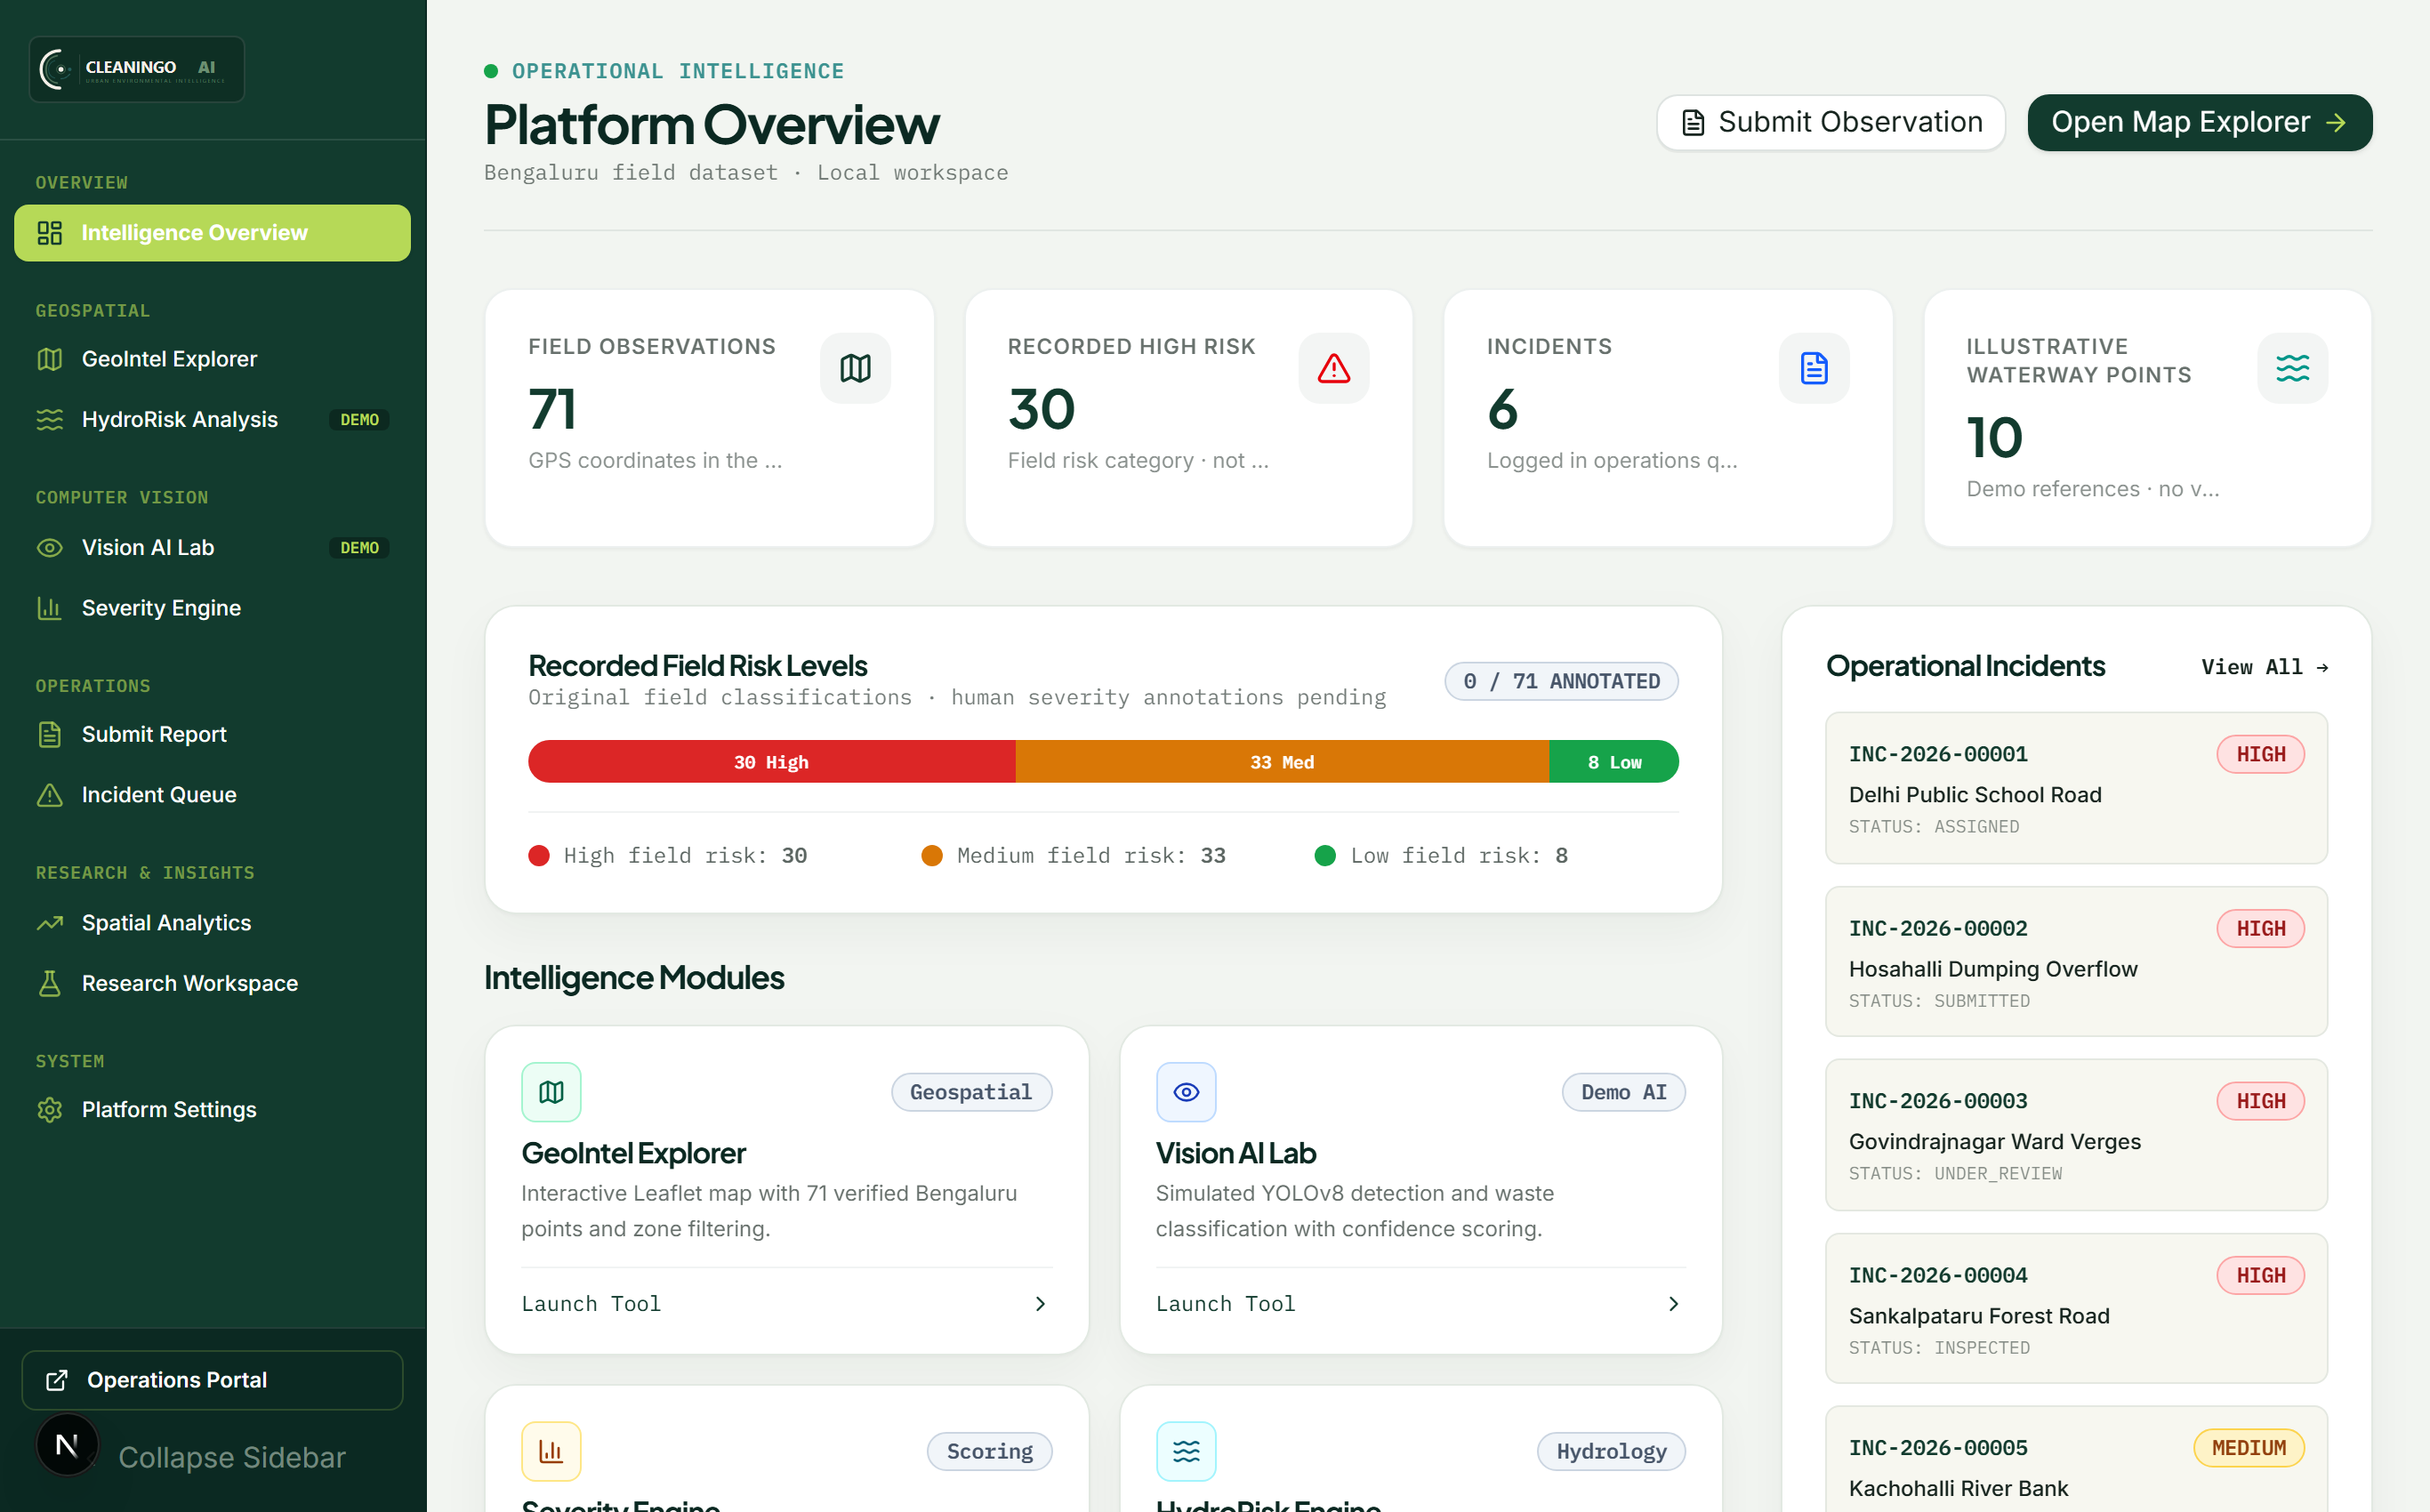 CLEANINGO AI
URBAN ENVIRONMENTAL INTELLIGENCE
OVERVIEW
Intelligence Overview
GEOSPATIAL
GeoIntel Explorer
HydroRisk Analysis DEMO
COMPUTER VISION
Vision AI Lab DEMO
Severity Engine
OPERATIONS
Submit Report
Incident Queue
RESEARCH & INSIGHTS
Spatial Analytics
Research Workspace
SYSTEM
Platform Settings
Operations Portal
N
Collapse Sidebar
OPERATIONAL INTELLIGENCE
Platform Overview
Bengaluru field dataset · Local workspace
Submit Observation
Open Map Explorer →
FIELD OBSERVATIONS
71
GPS coordinates in the ...
RECORDED HIGH RISK
30
Field risk category · not ...
INCIDENTS
6
Logged in operations q...
ILLUSTRATIVE
WATERWAY POINTS
10
Demo references · no v...
Recorded Field Risk Levels
Original field classifications · human severity annotations pending
0 / 71 ANNOTATED
30 High 33 Med 8 Low
High field risk: 30 Medium field risk: 33 Low field risk: 8
Intelligence Modules
Geospatial
GeoIntel Explorer
Interactive Leaflet map with 71 verified Bengaluru
points and zone filtering.
Launch Tool
Demo AI
Vision AI Lab
Simulated YOLOv8 detection and waste
classification with confidence scoring.
Launch Tool
Scoring
Severity Engine
Hydrology
HydroRisk Engine
Operational Incidents
View All →
INC-2026-00001 HIGH
Delhi Public School Road
STATUS: ASSIGNED
INC-2026-00002 HIGH
Hosahalli Dumping Overflow
STATUS: SUBMITTED
INC-2026-00003 HIGH
Govindrajnagar Ward Verges
STATUS: UNDER_REVIEW
INC-2026-00004 HIGH
Sankalpataru Forest Road
STATUS: INSPECTED
INC-2026-00005 MEDIUM
Kachohalli River Bank